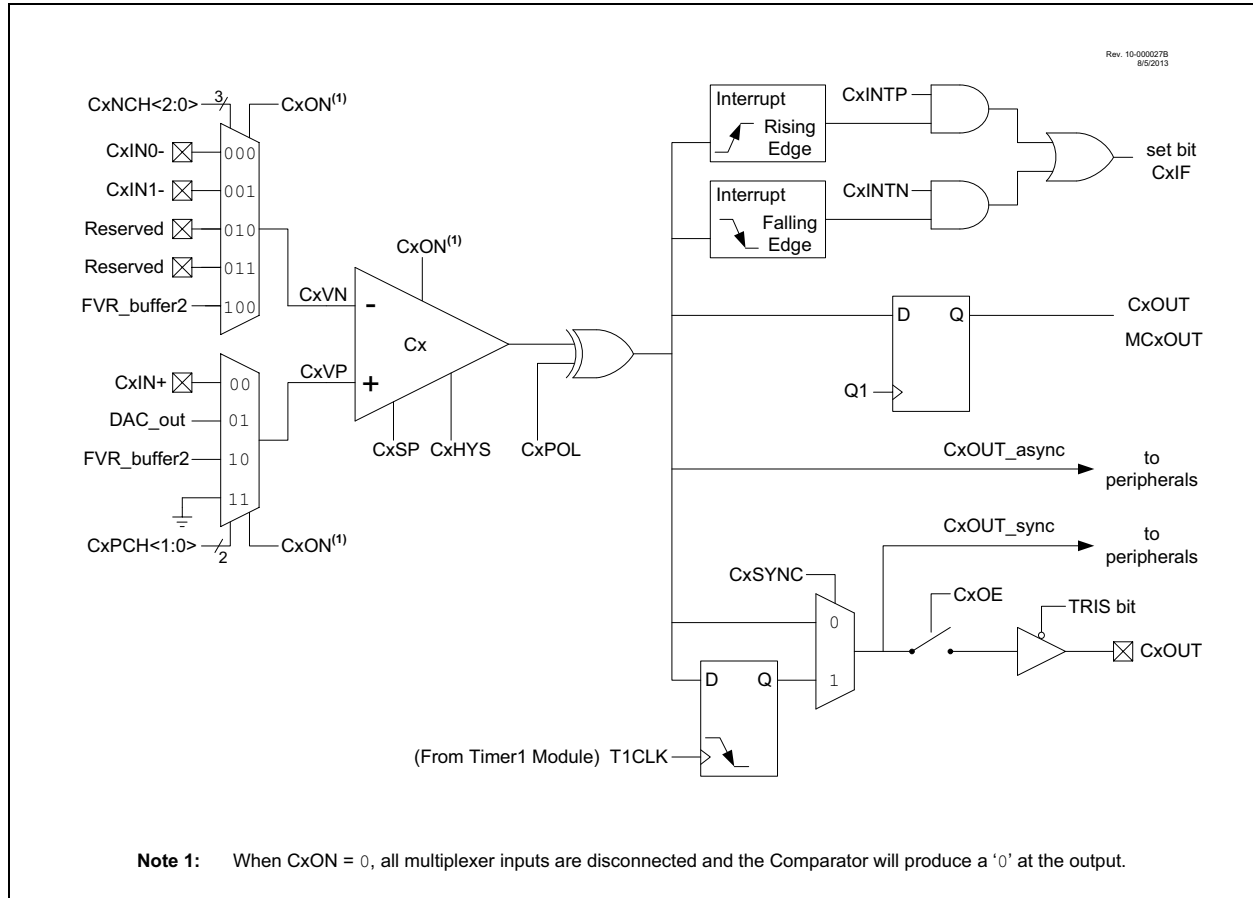 Rev. 10-000027B
8/5/2013
CxNCH<2:0>
3
CxON(1)
CxIN0-
000
CxIN1-
001
Reserved
010
Reserved
011
FVR_buffer2
100
CxVN
CxON(1)
-
Cx
+
CxVP
CxIN+
00
DAC_out
01
FVR_buffer2
10
11
CxPCH<1:0>
2
CxON(1)
CxSP
CxHYS
CxPOL
Interrupt
Rising
Edge
CxINTP
Interrupt
Falling
Edge
CxINTN
set bit
CxIF
D
Q
Q1
CxOUT
MCxOUT
CxOUT_async
to
peripherals
CxOUT_sync
to
peripherals
CxSYNC
0
1
CxOE
TRIS bit
CxOUT
D
Q
(From Timer1 Module) T1CLK
Note 1: When CxON = 0, all multiplexer inputs are disconnected and the Comparator will produce a ‘0’ at the output.